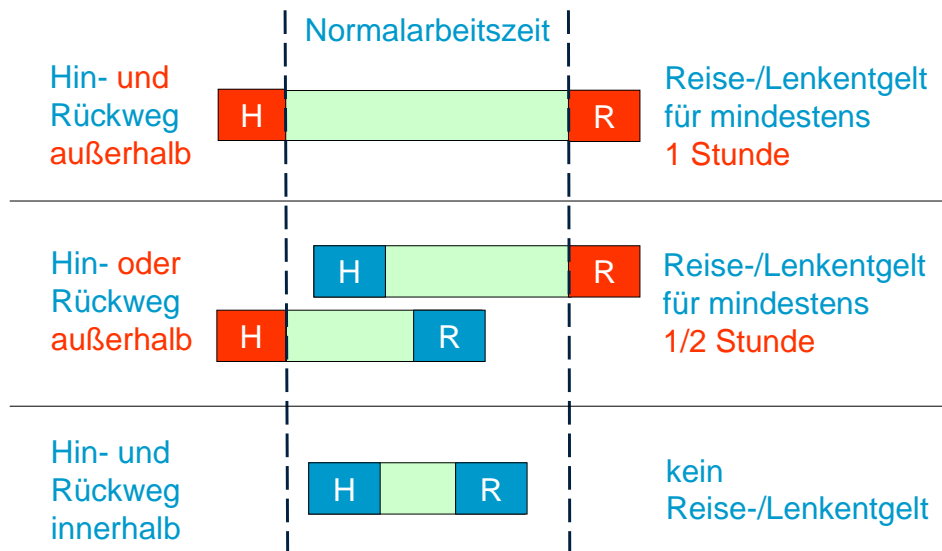 Normalarbeitszeit
Hin- und
Rückweg
außerhalb
H
R
Reise-/Lenkentgelt
für mindestens
1 Stunde
Hin- oder
Rückweg
außerhalb
H
R
H
R
Reise-/Lenkentgelt
für mindestens
1/2 Stunde
Hin- und
Rückweg
innerhalb
H
R
kein
Reise-/Lenkentgelt